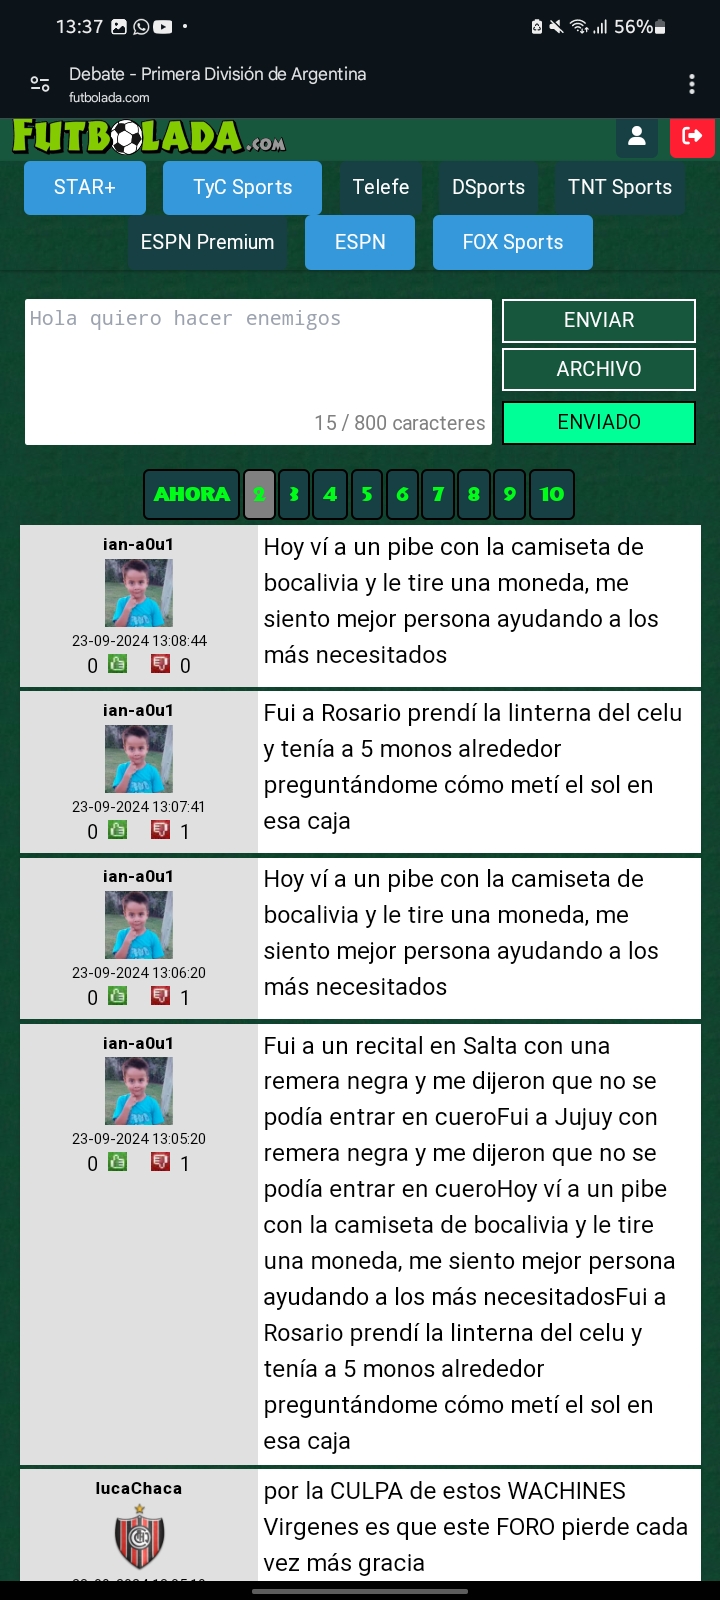 13:37
56%
Debate - Primera División de Argentina
futbolada.com
FUTBOLADA.COM
STAR+
TyC Sports
Telefe
DSports
TNT Sports
ESPN Premium
ESPN
FOX Sports
Hola quiero hacer enemigos
ENVIAR
ARCHIVO
15 / 800 caracteres
ENVIADO
AHORA 2 3 4 5 6 7 8 9 10
ian-a0u1
23-09-2024 13:08:44
0 0
Hoy ví a un pibe con la camiseta de
bocalivia y le tire una moneda, me
siento mejor persona ayudando a los
más necesitados
ian-a0u1
23-09-2024 13:07:41
0 1
Fui a Rosario prendí la linterna del celu
y tenía a 5 monos alrededor
preguntándome cómo metí el sol en
esa caja
ian-a0u1
23-09-2024 13:06:20
0 1
Hoy ví a un pibe con la camiseta de
bocalivia y le tire una moneda, me
siento mejor persona ayudando a los
más necesitados
ian-a0u1
23-09-2024 13:05:20
0 1
Fui a un recital en Salta con una
remera negra y me dijeron que no se
podía entrar en cueroFui a Jujuy con
remera negra y me dijeron que no se
podía entrar en cueroHoy ví a un pibe
con la camiseta de bocalivia y le tire
una moneda, me siento mejor persona
ayudando a los más necesitadosFui a
Rosario prendí la linterna del celu y
tenía a 5 monos alrededor
preguntándome cómo metí el sol en
esa caja
lucaChaca
por la CULPA de estos WACHINES
Virgenes es que este FORO pierde cada
vez más gracia